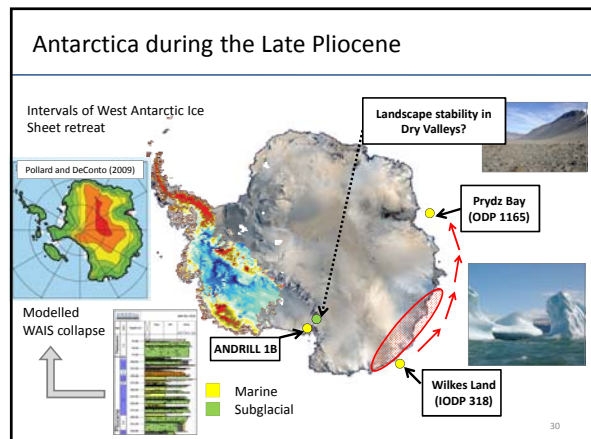 Antarctica during the Late Pliocene
Intervals of West Antarctic Ice
Sheet retreat
Pollard and DeConto (2009)
Landscape stability in
Dry Valleys?
Prydz Bay
(ODP 1165)
Modelled
WAIS collapse
ANDRILL 1B
Marine
Subglacial
Wilkes Land
(IODP 318)
30